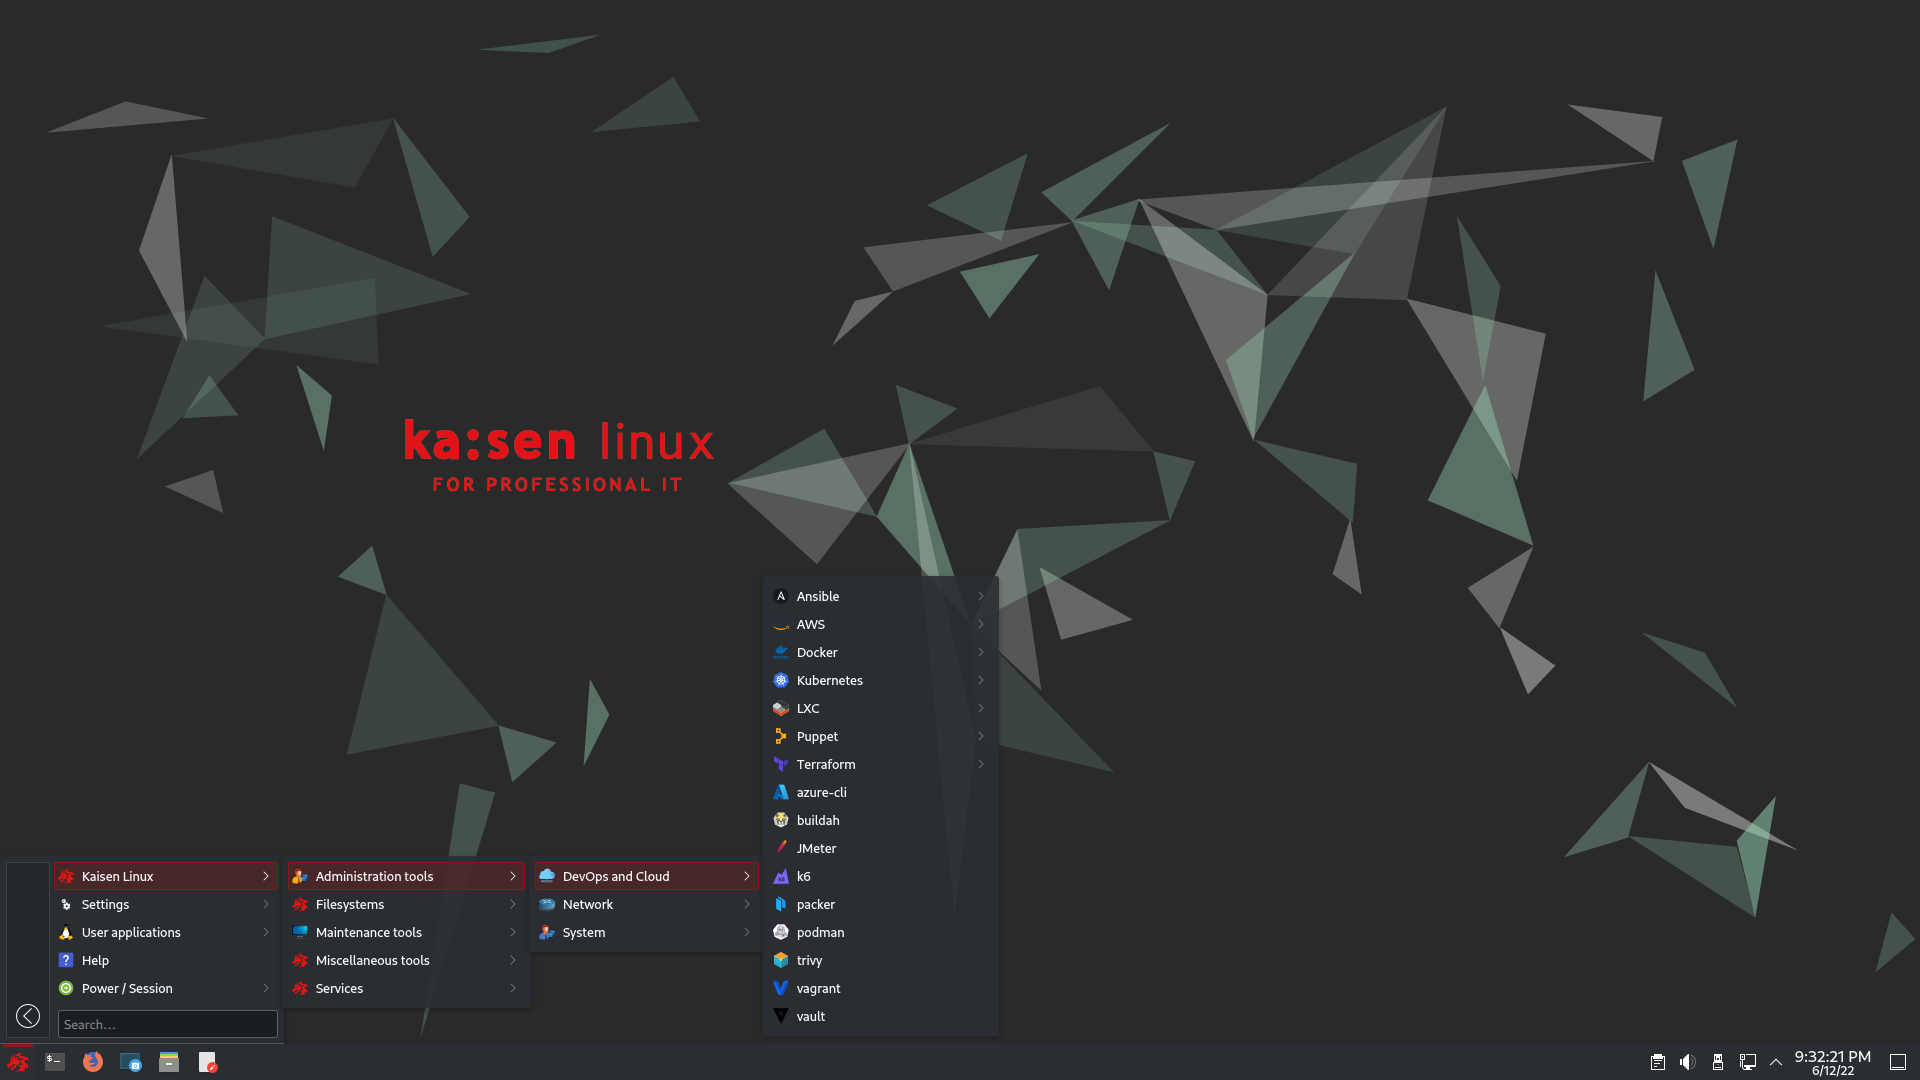 ka:sen linux
FOR PROFESSIONAL IT
Ansible
AWS
Docker
Kubernetes
LXC
Puppet
Terraform
azure-cli
buildah
JMeter
k6
packer
podman
trivy
vagrant
vault
Kaisen Linux
Settings
User applications
Help
Power / Session
Search...
Administration tools
Filesystems
Maintenance tools
Miscellaneous tools
Services
DevOps and Cloud
Network
System
9:32:21 PM
6/12/22